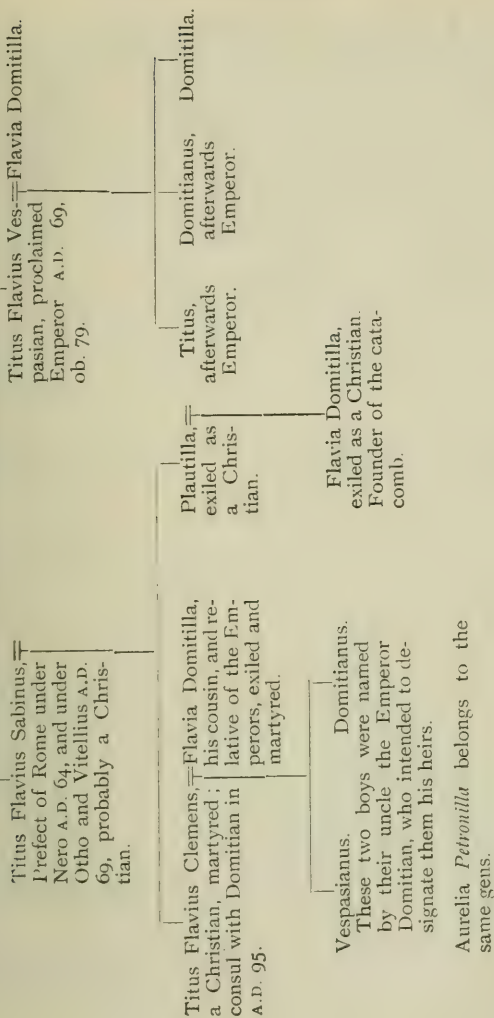 Titus Flavius Sabinus,
Prefect of Rome under
Nero A.D. 64, and under
Otho and Vitellius A.D.
69, probably a Chris-
tian.
Titus Flavius Ves-
pasian, proclaimed
Emperor A.D. 69,
ob. 79.
Flavia Domitilla.
Titus Flavius Clemens,
a Christian, martyred;
consul with Domitian in
A.D. 95.
Flavia Domitilla,
his cousin, and re-
lative of the Em-
perors, exiled and
martyred.
Plautilla,
exiled as
a Chris-
tian.
Titus,
afterwards
Emperor.
Domitianus,
afterwards
Emperor.
Domitilla.
Vespasianus. Domitianus.
These two boys were named
by their uncle the Emperor
Domitian, who intended to de-
signate them his heirs.
Flavia Domitilla,
exiled as a Christian.
Founder of the cata-
comb.
Aurelia Petronilla belongs to the
same gens.